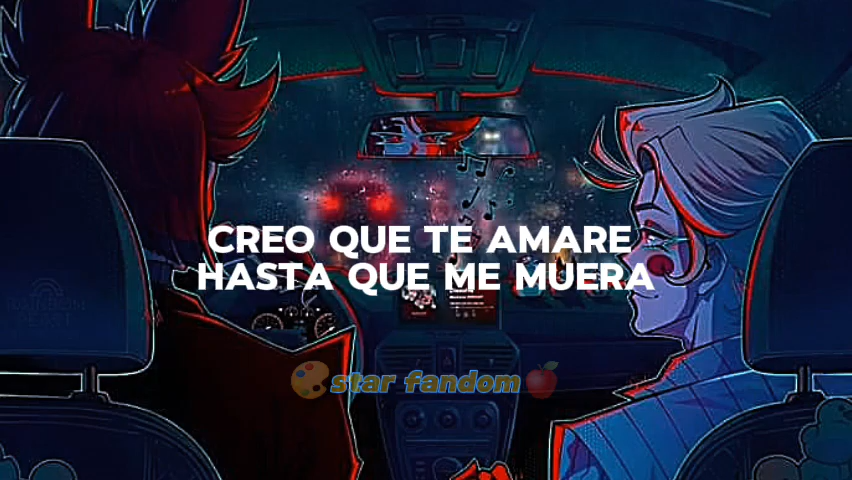 CREO QUE TE AMARE
HASTA QUE ME MUERA
🎨star fandom🍎